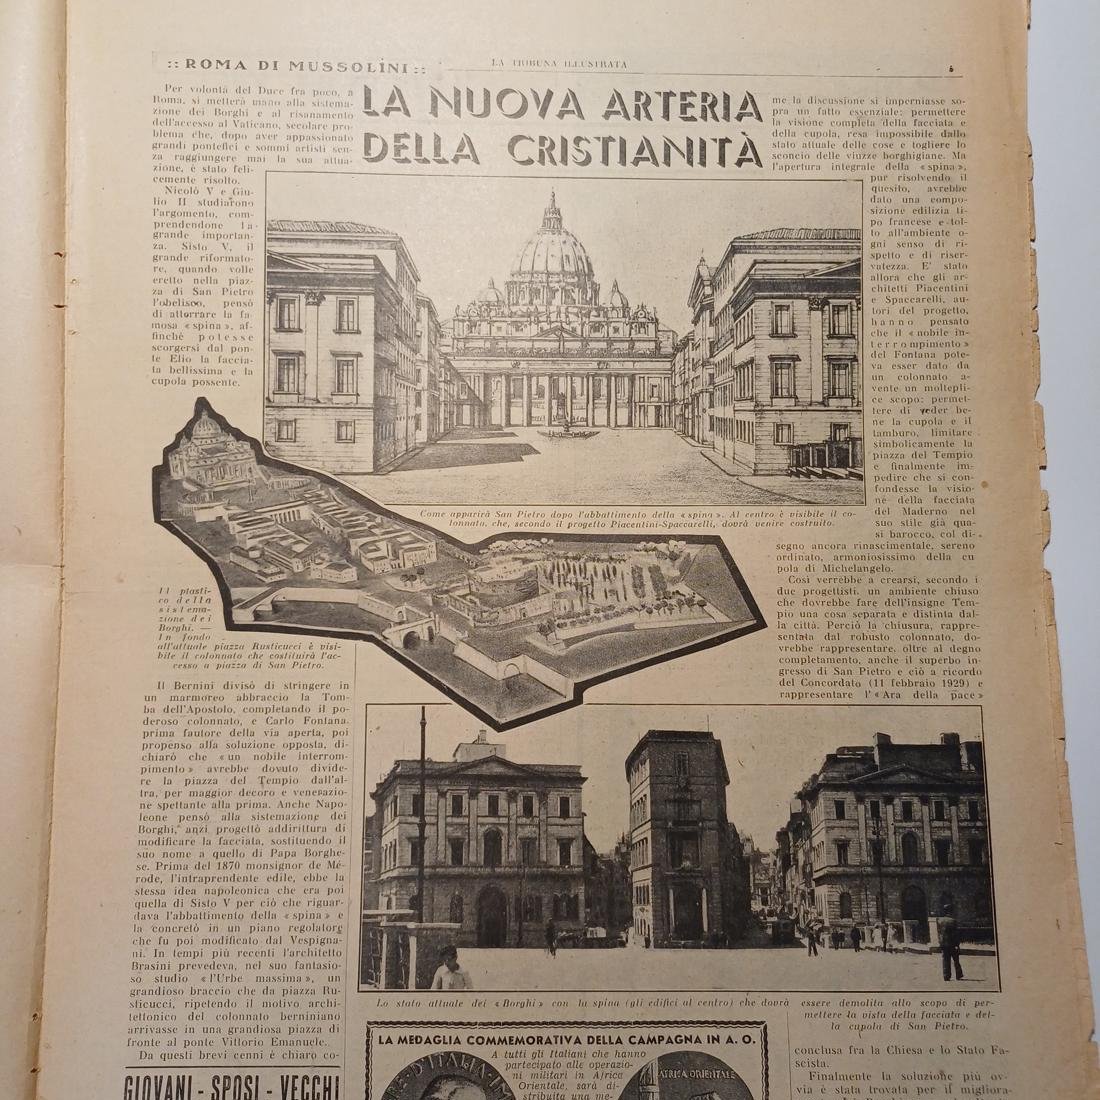 :: ROMA DI MUSSOLINI ::
LA TRIBUNA ILLUSTRATA
LA NUOVA ARTERIA
DELLA CRISTIANITÀ
Per volontà del Duce fra poco, a
Roma, si metterà mano alla sistema-
zione dei Borghi e al risanamento
dell'accesso al Vaticano, secolare pro-
blema che, dopo aver appassionato
grandi pontefici e sommi artisti sen-
za raggiungere mai la sua attua-
zione, è stato feli-
cemente risolto.
Nicolò V e Giu-
lio II studiarono
l'argomento, com-
prendendone la
grande importan-
za. Sisto V, il
grande riformato-
re, quando volle
eretto nella piaz-
za di San Pietro
l'obelisco, pensò
di atterrare la fa-
mosa « spina », af-
finchè potesse
scorgersi dal pon-
te Elio la faccia-
ta bellissima e la
cupola possente.
Come apparirà San Pietro dopo l'abbattimento della « spina ». Al centro è visibile il co-
lonnato, che, secondo il progetto Piacentini-Spaccarelli, dovrà venire costruito.
Il plasti-
co della
sistema-
zione dei
Borghi. —
In fondo
all'attuale piazza Rusticucci è visi-
bile il colonnato che costituirà l'ac-
cesso a piazza di San Pietro.
Il Bernini divisò di stringere in
un marmoreo abbraccio la Tom-
ba dell'Apostolo, completando il po-
deroso colonnato, e Carlo Fontana,
prima fautore della via aperta, poi
propenso alla soluzione opposta, di-
chiarò che « un nobile interrom-
pimento » avrebbe dovuto divide-
re la piazza del Tempio dall'al-
tra, per maggior decoro e venerazio-
ne spettante alla prima. Anche Napo-
leone pensò alla sistemazione dei
Borghi, anzi progettò addirittura di
modificare la facciata, sostituendo il
suo nome a quello di Papa Borghe-
se. Prima del 1870 monsignor de Mé-
rode, l'intraprendente edile, ebbe la
stessa idea napoleonica che era poi
quella di Sisto V per ciò che riguar-
dava l'abbattimento della « spina » e
la concretò in un piano regolatore
che fu poi modificato dal Vespigna-
ni. In tempi più recenti l'architetto
Brasini prevedeva, nel suo fantasio-
so studio « l'Urbe massima », un
grandioso braccio che da piazza Ru-
sticucci, ripetendo il motivo archi-
tettonico del colonnato berniniano
arrivasse in una grandiosa piazza di
fronte al ponte Vittorio Emanuele.
Da questi brevi cenni è chiaro co-
GIOVANI - SPOSI - VECCHI
me la discussione si imperniasse so-
pra un fatto essenziale: permettere
la visione completa della facciata e
della cupola, resa impossibile dallo
stato attuale delle cose e togliere lo
sconcio delle viuzze borghigiane. Ma
l'apertura integrale della « spina »,
pur risolvendo il
quesito, avrebbe
dato una compo-
sizione edilizia ti-
po francese e tol-
to all'ambiente o-
gni senso di ri-
spetto e di riser-
vatezza. E' stato
allora che gli ar-
chitetti Piacentini
e Spaccarelli, au-
tori del progetto,
hanno pensato
che il « nobile in-
terrompimento »
del Fontana pote-
va esser dato da
un colonnato a-
vente un moltepli-
ce scopo: permet-
tere di veder be-
ne la cupola e il
tamburo, limitare
simbolicamente la
piazza del Tempio
e finalmente im-
pedire che si con-
fondesse la visio-
ne della facciata
del Maderno nel
suo stile già qua-
si barocco, col di-
segno ancora rinascimentale, sereno
ordinato, armoniosissimo della cu
pola di Michelangelo.
Così verrebbe a crearsi, secondo i
due progettisti, un ambiente chiuso
che dovrebbe fare dell'insigne Tem-
pio una cosa separata e distinta dal-
la città. Perciò la chiusura, rappre-
sentata dal robusto colonnato, do-
vrebbe rappresentare, oltre al degno
completamento, anche il superbo in-
gresso di San Pietro e ciò a ricordo
del Concordato (11 febbraio 1929) e
rappresentare l'« Ara della pace »
Lo stato attuale dei « Borghi » con la spina (gli edifici al centro) che dovrà essere demolita allo scopo di per-
mettere la vista della facciata e del-
la cupola di San Pietro.
LA MEDAGLIA COMMEMORATIVA DELLA CAMPAGNA IN A. O.
A tutti gli Italiani che hanno
partecipato alle operazio-
ni militari in Africa
Orientale, sarà di-
stribuita una me-
D'ITALIA
AFRICA ORIENTALE
conclusa fra la Chiesa e lo Stato Fa-
scista.
Finalmente la soluzione più ov-
via è stata trovata per il migliora-